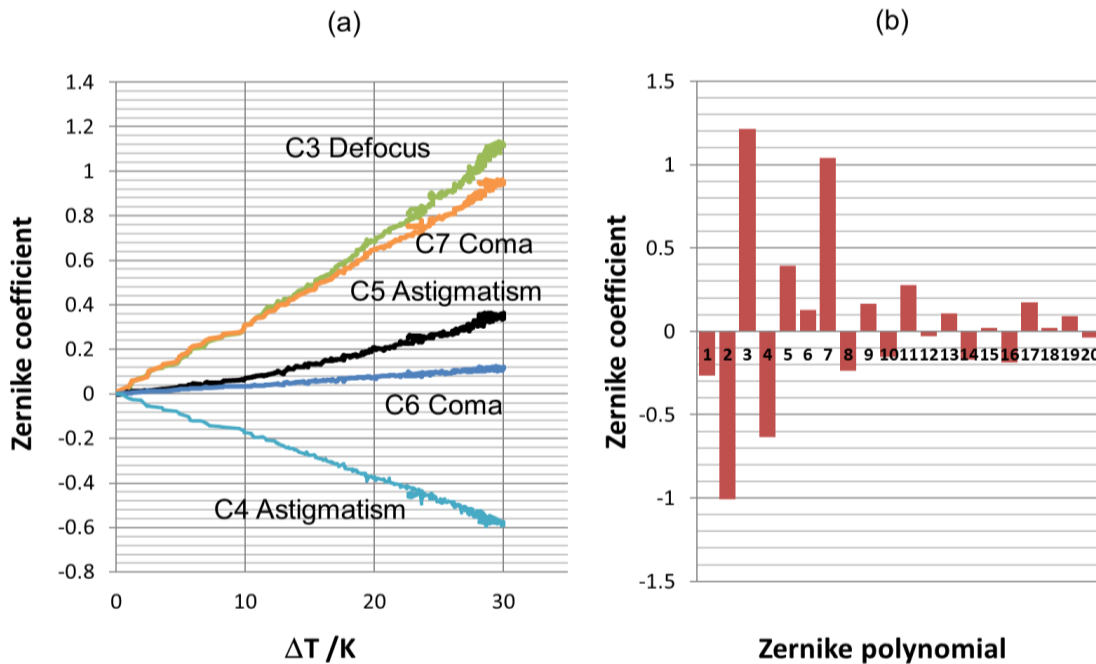 (a)
Zernike coefficient
1.4
1.2
1
0.8
0.6
0.4
0.2
0
-0.2
-0.4
-0.6
-0.8
C3 Defocus
C7 Coma
C5 Astigmatism
C6 Coma
C4 Astigmatism
0 10 20 30
ΔT /K
(b)
Zernike coefficient
1.5
1
0.5
0
-0.5
-1
-1.5
1 2 3 4 5 6 7 8 9 10 11 12 13 14 15 16 17 18 19 20
Zernike polynomial